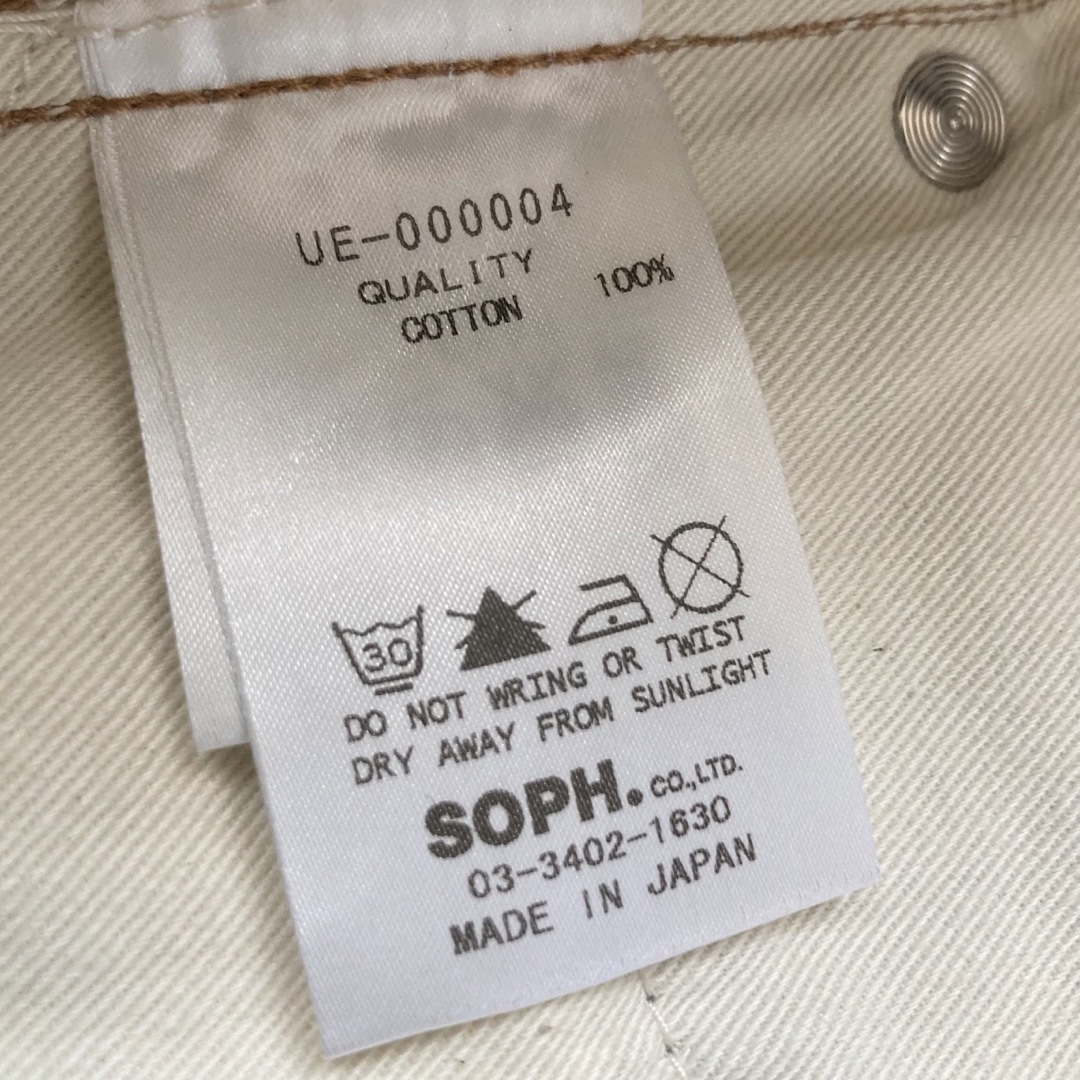 UE-000004
QUALITY
COTTON 100%
30
DO NOT WRING OR TWIST
DRY AWAY FROM SUNLIGHT
SOPH. CO.,LTD.
03-3402-1630
MADE IN JAPAN